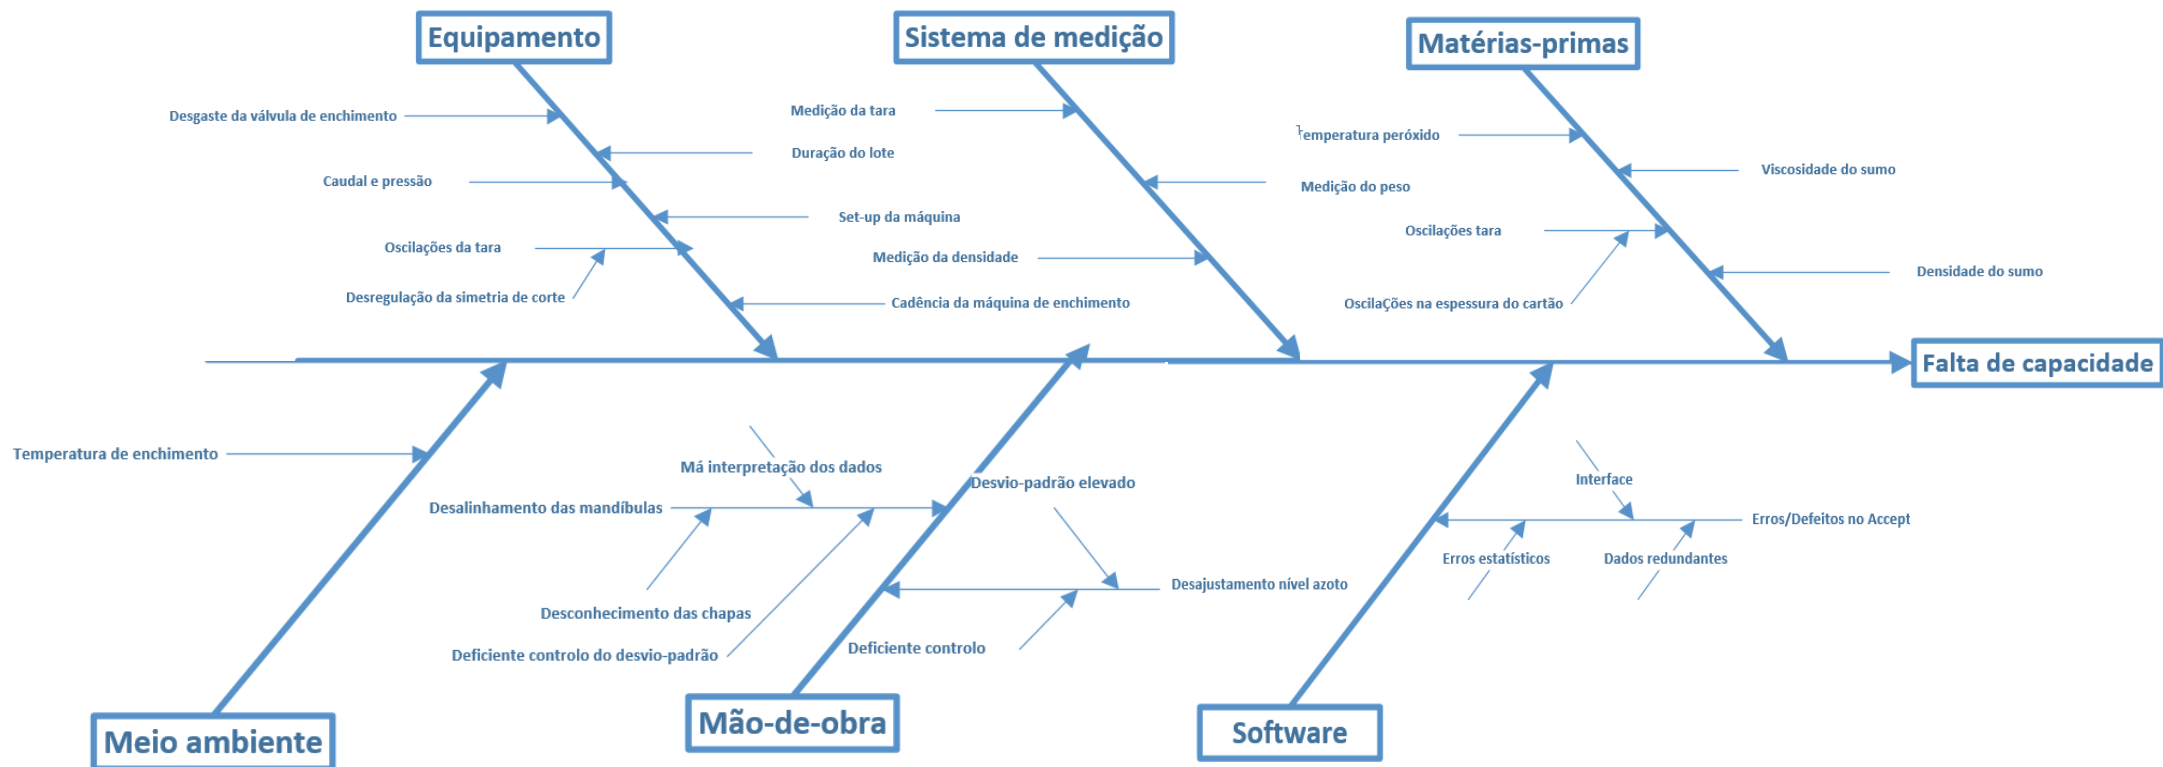 Equipamento
Sistema de medição
Matérias-primas
Desgaste da válvula de enchimento
Medição da tara
Temperatura peróxido
Duração do lote
Viscosidade do sumo
Caudal e pressão
Medição do peso
Set-up da máquina
Oscilações tara
Oscilações da tara
Medição da densidade
Densidade do sumo
Desregulação da simetria de corte
Cadência da máquina de enchimento
OscilaÇões na espessura do cartão
Falta de capacidade
Temperatura de enchimento
Má interpretação dos dados
Desvio-padrão elevado
Interface
Desalinhamento das mandíbulas
Erros/Defeitos no Accept
Erros estatísticos
Dados redundantes
Desajustamento nível azoto
Desconhecimento das chapas
Deficiente controlo do desvio-padrão
Deficiente controlo
Meio ambiente
Mão-de-obra
Software